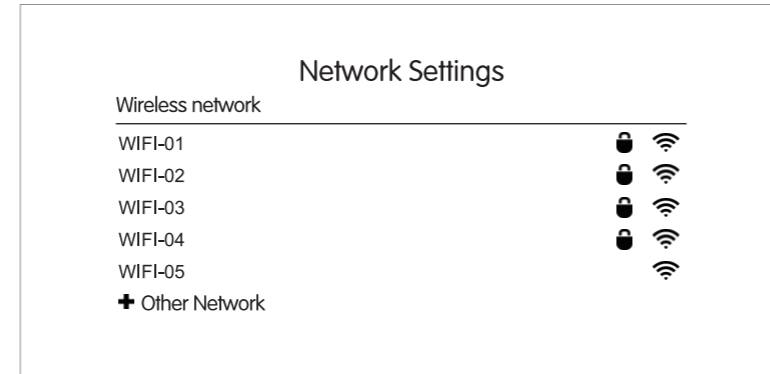 Network Settings
Wireless network
WIFI-01
WIFI-02
WIFI-03
WIFI-04
WIFI-05
Other Network